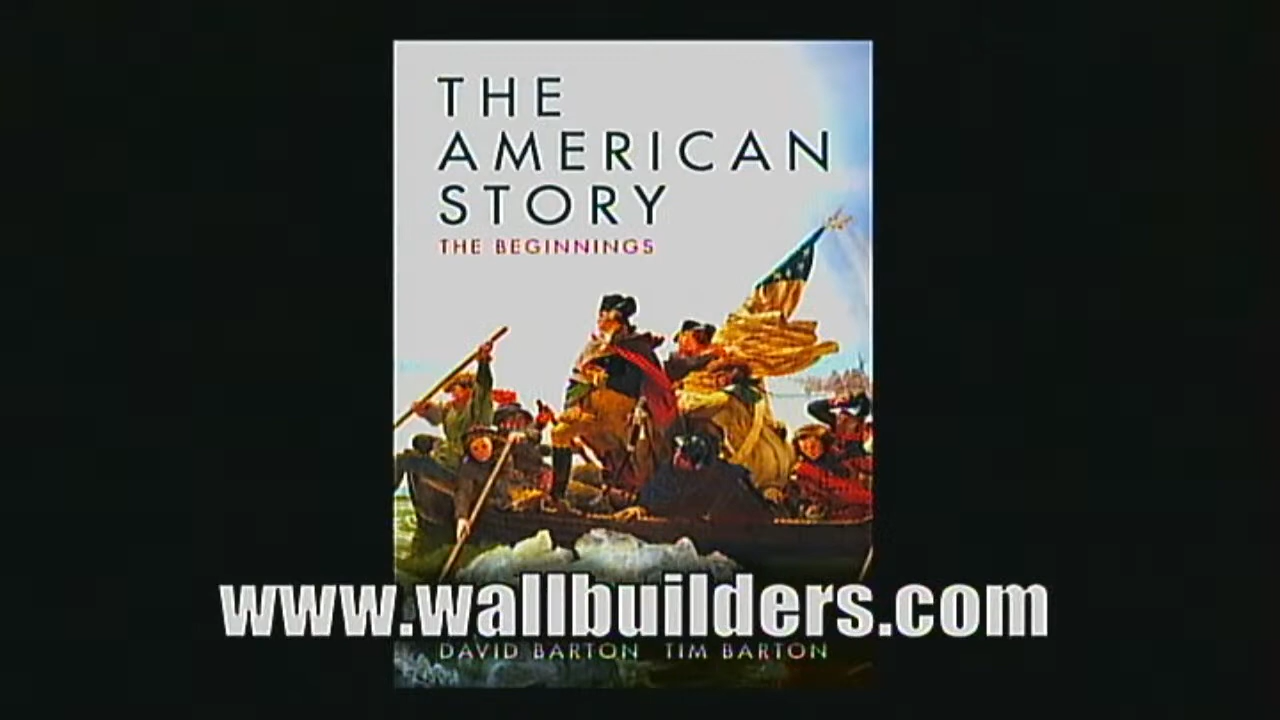 THE
AMERICAN
STORY
THE BEGINNINGS
www.wallbuilders.com
DAVID BARTON TIM BARTON